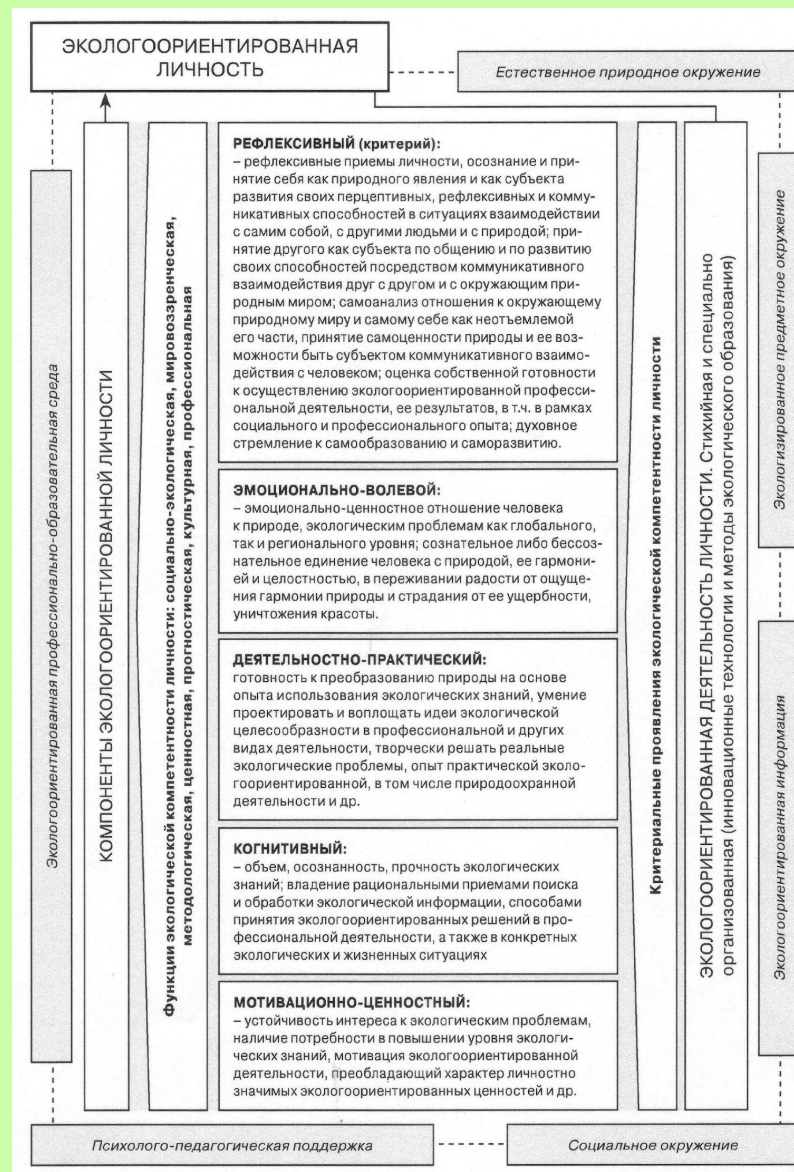 ЭКОЛОГООРИЕНТИРОВАННАЯ
ЛИЧНОСТЬ
Естественное природное окружение
Экологоориентированная профессионально-образовательная среда
КОМПОНЕНТЫ ЭКОЛОГООРИЕНТИРОВАННОЙ ЛИЧНОСТИ
Функции экологической компетентности личности: социально-экологическая, мировоззренческая,
методологическая, ценностная, прогностическая, культурная, профессиональная
РЕФЛЕКСИВНЫЙ (критерий):
– рефлексивные приемы личности, осознание и при-
нятие себя как природного явления и как субъекта
развития своих перцептивных, рефлексивных и комму-
никативных способностей в ситуациях взаимодействии
с самим собой, с другими людьми и с природой; при-
нятие другого как субъекта по общению и по развитию
своих способностей посредством коммуникативного
взаимодействия друг с другом и с окружающим при-
родным миром; самоанализ отношения к окружающему
природному миру и самому себе как неотъемлемой
его части, принятие самоценности природы и ее воз-
можности быть субъектом коммуникативного взаимо-
действия с человеком; оценка собственной готовности
к осуществлению экологоориентированной професси-
ональной деятельности, ее результатов, в т.ч. в рамках
социального и профессионального опыта; духовное
стремление к самообразованию и саморазвитию.
ЭМОЦИОНАЛЬНО-ВОЛЕВОЙ:
– эмоционально-ценностное отношение человека
к природе, экологическим проблемам как глобального,
так и регионального уровня; сознательное либо бессоз-
нательное единение человека с природой, ее гармони-
ей и целостностью, в переживании радости от ощуще-
ния гармонии природы и страдания от ее ущербности,
уничтожения красоты.
ДЕЯТЕЛЬНОСТНО-ПРАКТИЧЕСКИЙ:
готовность к преобразованию природы на основе
опыта использования экологических знаний, умение
проектировать и воплощать идеи экологической
целесообразности в профессиональной и других
видах деятельности, творчески решать реальные
экологические проблемы, опыт практической эколо-
гоориентированной, в том числе природоохранной
деятельности и др.
КОГНИТИВНЫЙ:
– объем, осознанность, прочность экологических
знаний; владение рациональными приемами поиска
и обработки экологической информации, способами
принятия экологоориентированных решений в про-
фессиональной деятельности, а также в конкретных
экологических и жизненных ситуациях
МОТИВАЦИОННО-ЦЕННОСТНЫЙ:
– устойчивость интереса к экологическим проблемам,
наличие потребности в повышении уровня экологи-
ческих знаний, мотивация экологоориентированной
деятельности, преобладающий характер личностно
значимых экологоориентированных ценностей и др.
Критериальные проявления экологической компетентности личности
ЭКОЛОГООРИЕНТИРОВАННАЯ ДЕЯТЕЛЬНОСТЬ ЛИЧНОСТИ. Стихийная и специально
организованная (инновационные технологии и методы экологического образования)
Экологизированное предметное окружение
Экологоориентированная информация
Психолого-педагогическая поддержка
Социальное окружение